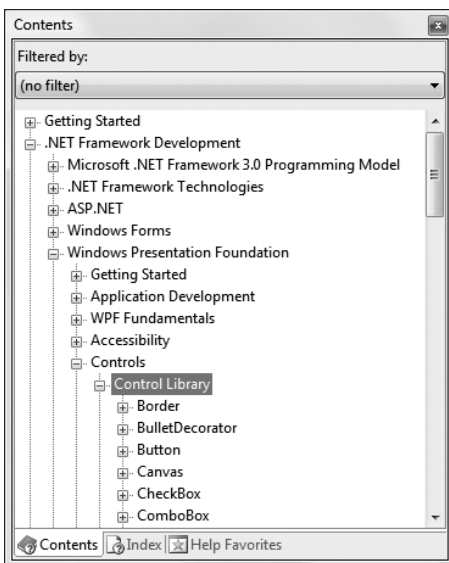 Contents
Filtered by:
(no filter)
Getting Started
.NET Framework Development
Microsoft .NET Framework 3.0 Programming Model
.NET Framework Technologies
ASP.NET
Windows Forms
Windows Presentation Foundation
Getting Started
Application Development
WPF Fundamentals
Accessibility
Controls
Control Library
Border
BulletDecorator
Button
Canvas
CheckBox
ComboBox
Contents Index Help Favorites